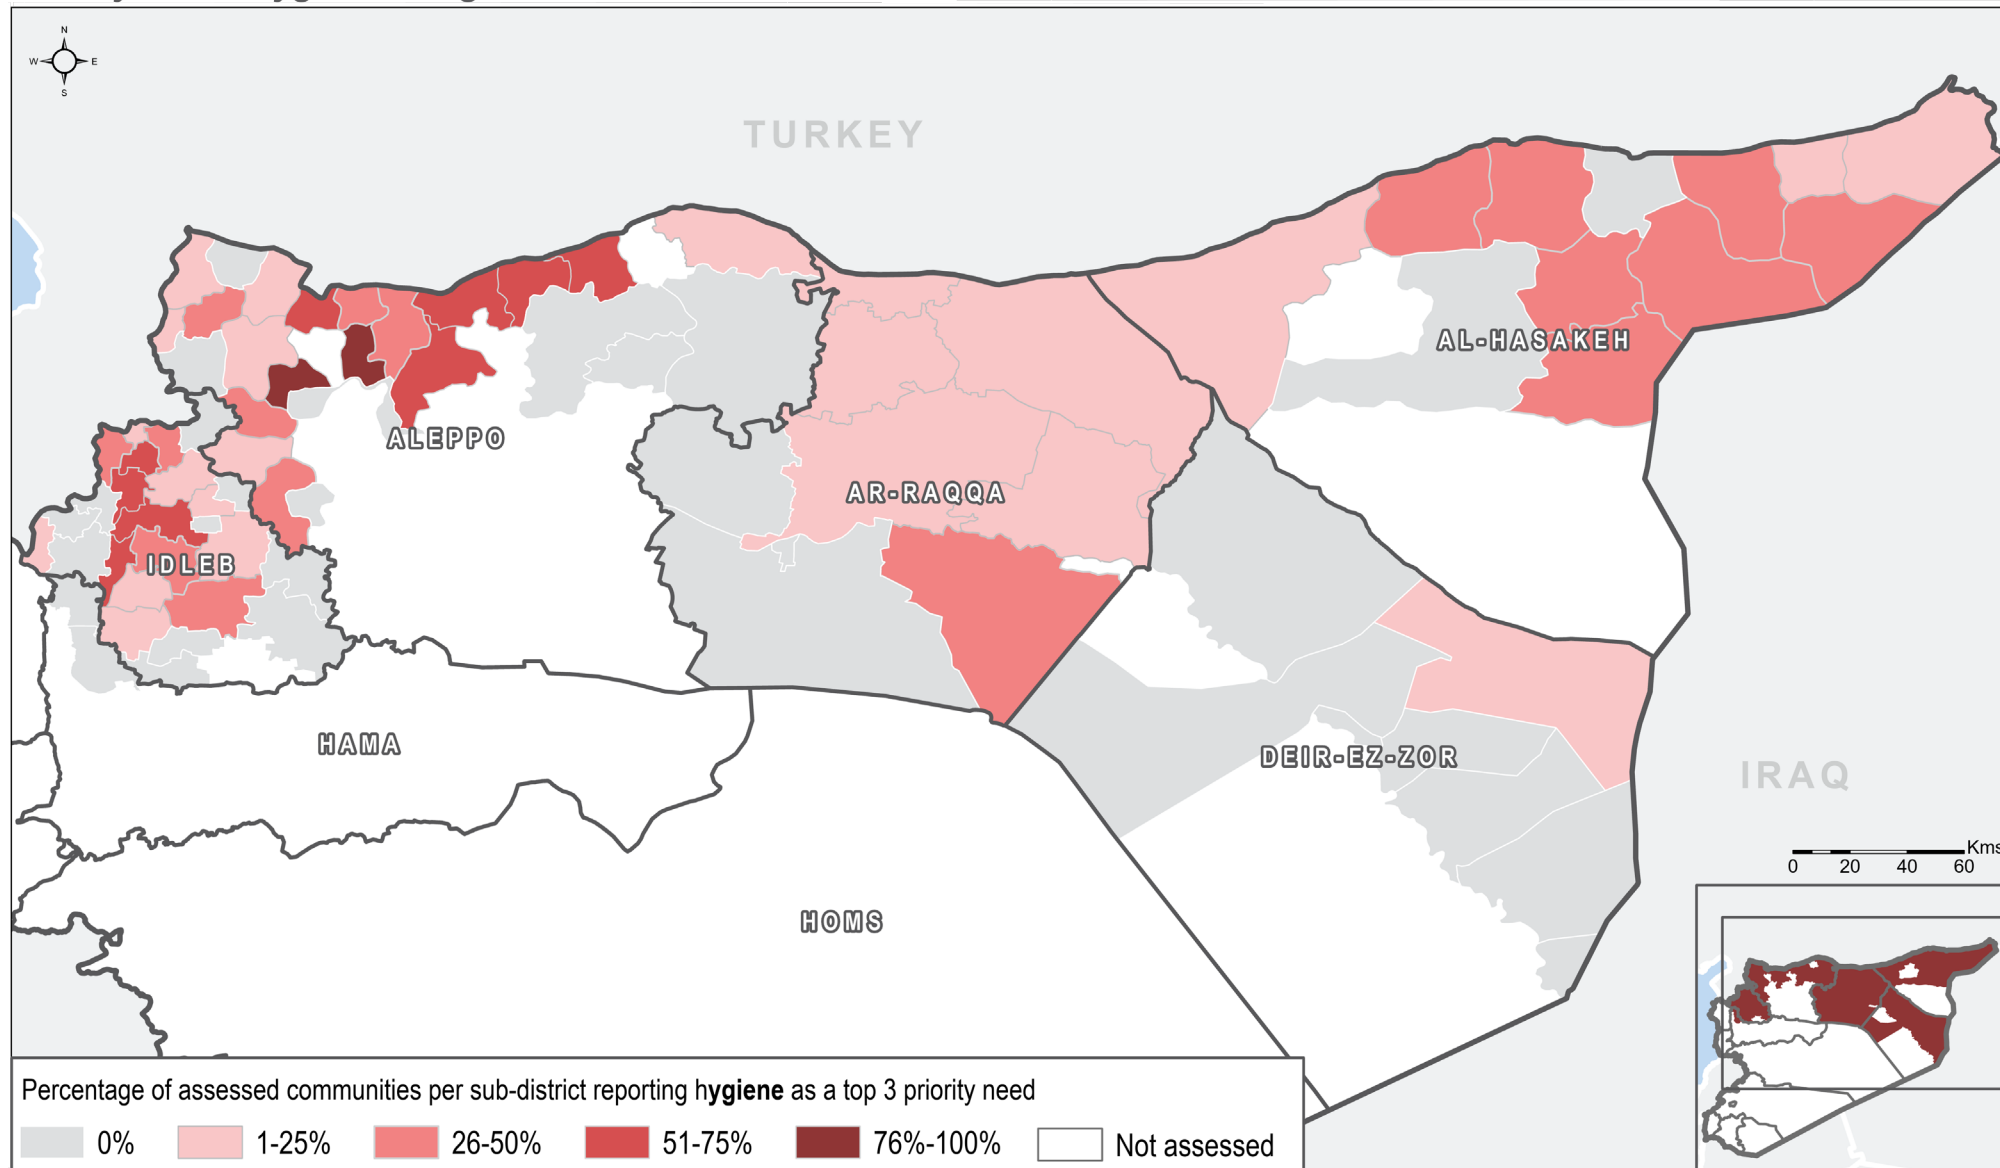 N
W E
S
TURKEY
AL-HASAKEH
ALEPPO
AR-RAQQA
IDLEB
HAMA
DEIR-EZ-ZOR
IRAQ
HOMS
Kms
0 20 40 60
Percentage of assessed communities per sub-district reporting hygiene as a top 3 priority need
0% 1-25% 26-50% 51-75% 76%-100% Not assessed